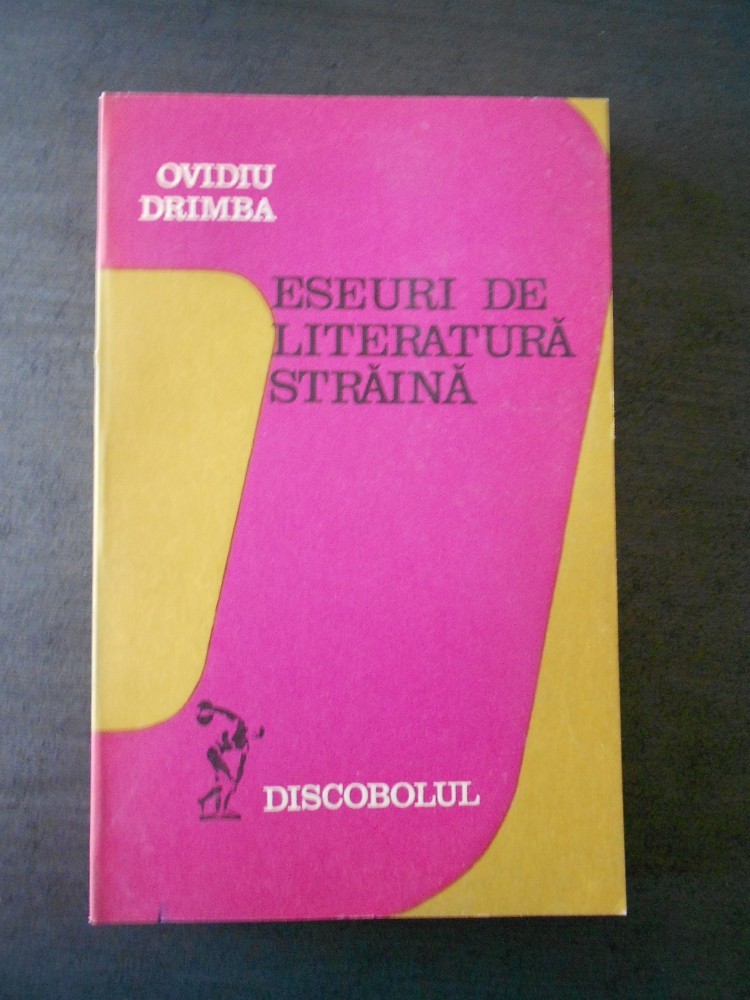 OVIDIU
DRIMBA
ESEURI DE
LITERATURĂ
STRĂINĂ
DISCOBOLUL